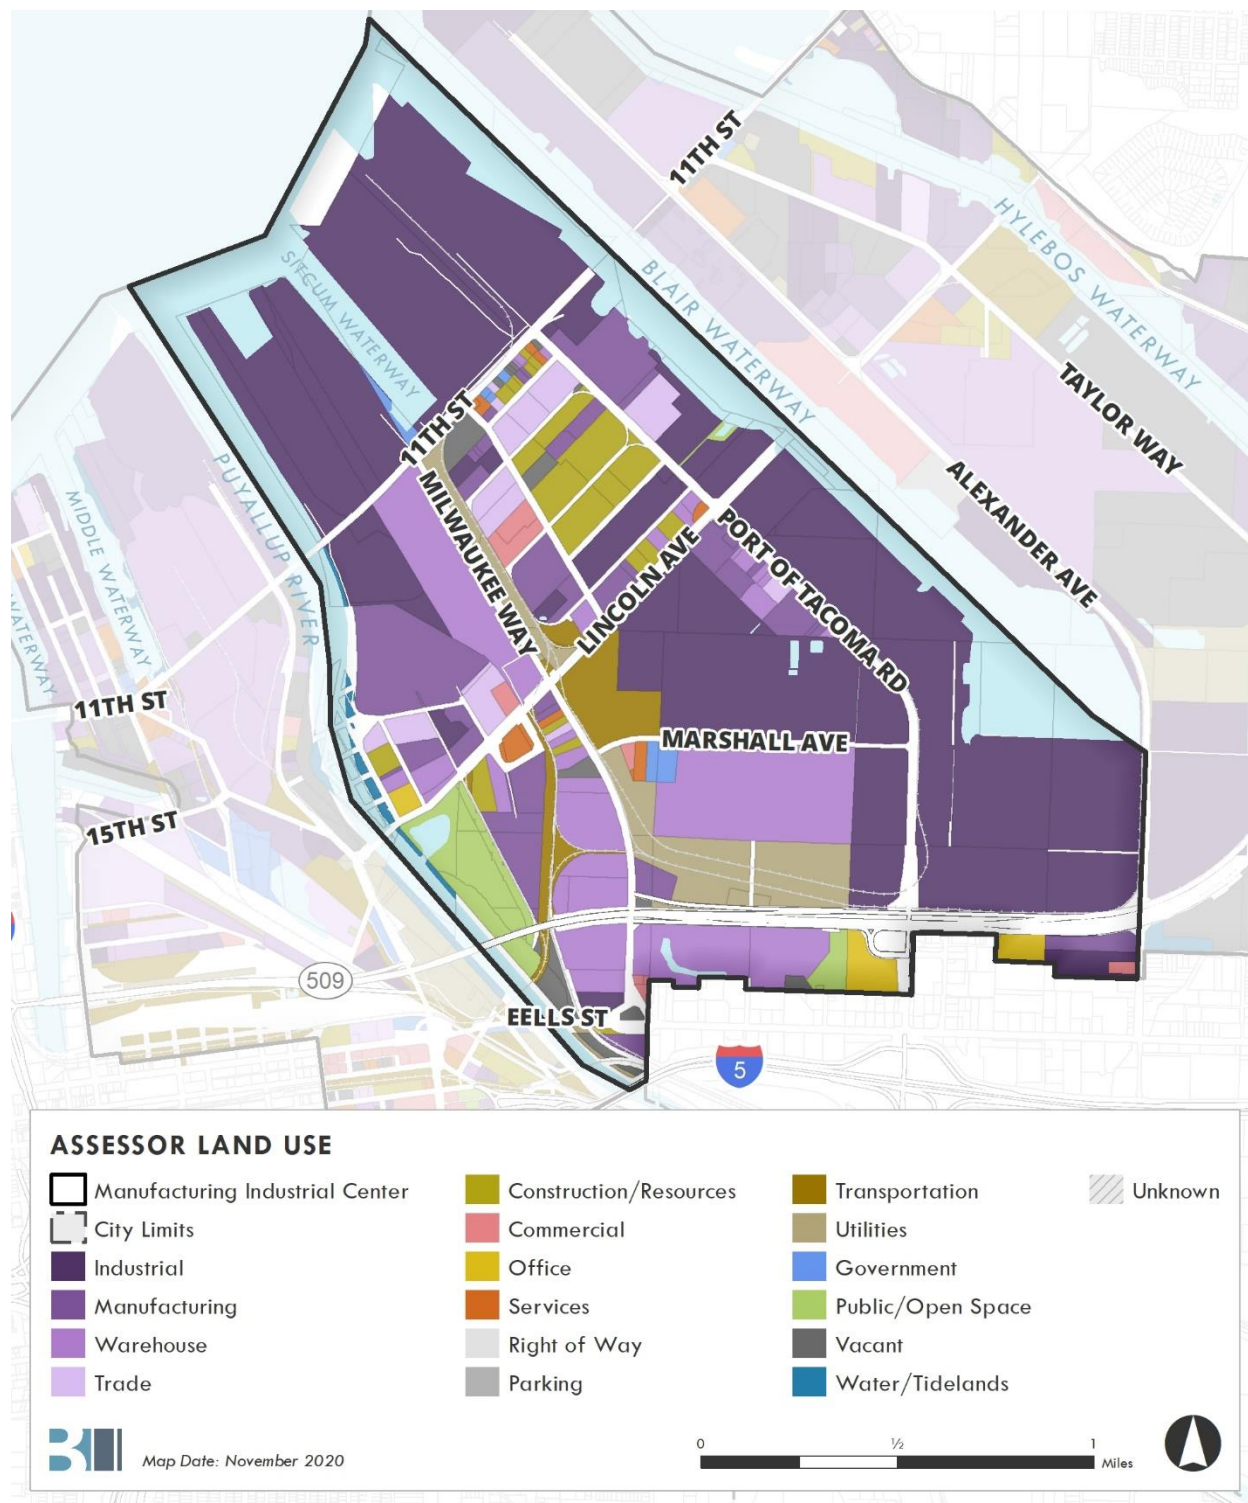 11TH ST
HYLEBOS WATERWAY
SITCUM WATERWAY
BLAIR WATERWAY
TAYLOR WAY
11TH ST
PUYALLUP RIVER
MILWAUKEE WAY
ALEXANDER AVE
MIDDLE WATERWAY
PORT OF TACOMA RD
LINCOLN AVE
WATERWAY
11TH ST
MARSHALL AVE
15TH ST
509
EELLS ST
5
ASSESSOR LAND USE
Manufacturing Industrial Center
City Limits
Industrial
Manufacturing
Warehouse
Trade
Construction/Resources
Commercial
Office
Services
Right of Way
Parking
Transportation
Utilities
Government
Public/Open Space
Vacant
Water/Tidelands
Unknown
Map Date: November 2020
0 ½ 1
Miles